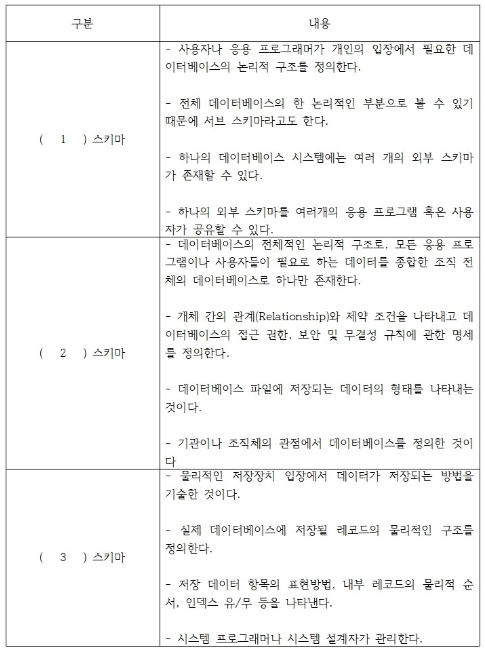 구분
내용
( 1 ) 스키마
- 사용자나 응용 프로그래머가 개인의 입장에서 필요한 데
이터베이스의 논리적 구조를 정의한다.
- 전체 데이터베이스의 한 논리적인 부분으로 볼 수 있기
때문에 서브 스키마라고도 한다.
- 하나의 데이터베이스 시스템에는 여러 개의 외부 스키마
가 존재할 수 있다.
- 하나의 외부 스키마를 여러개의 응용 프로그램 혹은 사용
자가 공유할 수 있다.
( 2 ) 스키마
- 데이터베이스의 전체적인 논리적 구조로, 모든 응용 프로
그램이나 사용자들이 필요로 하는 데이터를 종합한 조직 전
체의 데이터베이스로 하나만 존재한다.
- 개체 간의 관계(Relationship)와 제약 조건을 나타내고 데
이터베이스의 접근 권한, 보안 및 무결성 규칙에 관한 명세
를 정의한다.
- 데이터베이스 파일에 저장되는 데이터의 형태를 나타내는
것이다.
- 기관이나 조직체의 관점에서 데이터베이스를 정의한 것이
다
( 3 ) 스키마
- 물리적인 저장장치 입장에서 데이터가 저장되는 방법을
기술한 것이다.
- 실제 데이터베이스에 저장될 레코드의 물리적인 구조를
정의한다.
- 저장 데이터 항목의 표현방법, 내부 레코드의 물리적 순
서, 인덱스 유/무 등을 나타낸다.
- 시스템 프로그래머나 시스템 설계자가 관리한다.